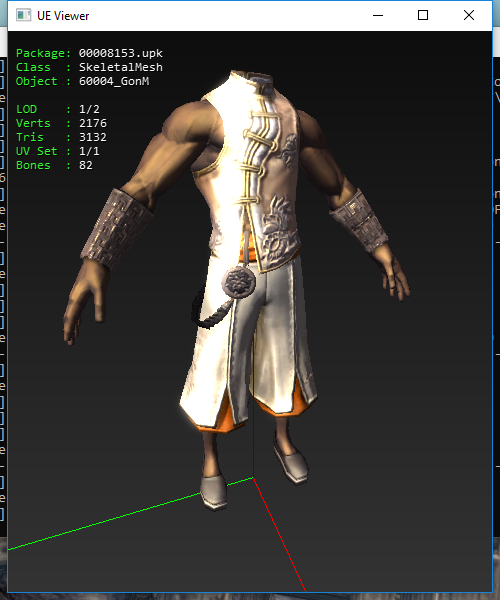 UE Viewer
Package: 00008153.upk
Class : SkeletalMesh
Object : 60004_GonM
LOD : 1/2
Verts : 2176
Tris : 3132
UV Set : 1/1
Bones : 82